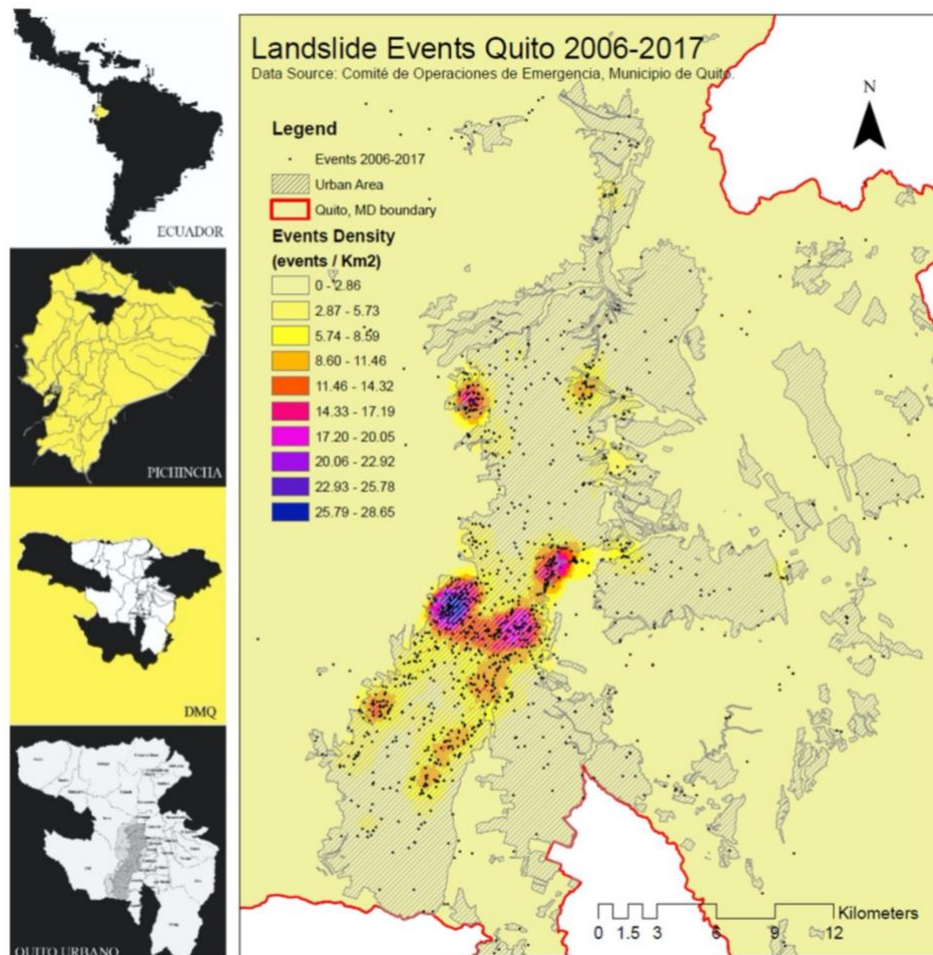 Landslide Events Quito 2006-2017
Data Source: Comité de Operaciones de Emergencia, Municipio de Quito.
N
Legend
Events 2006-2017
Urban Area
Quito, MD boundary
Events Density
(events / Km2)
0 - 2.86
2.87 - 5.73
5.74 - 8.59
8.60 - 11.46
11.46 - 14.32
14.33 - 17.19
17.20 - 20.05
20.06 - 22.92
22.93 - 25.78
25.79 - 28.65
ECUADOR
PICHINCHA
DMQ
QUITO URBANO
Kilometers
0 1.5 3 6 9 12